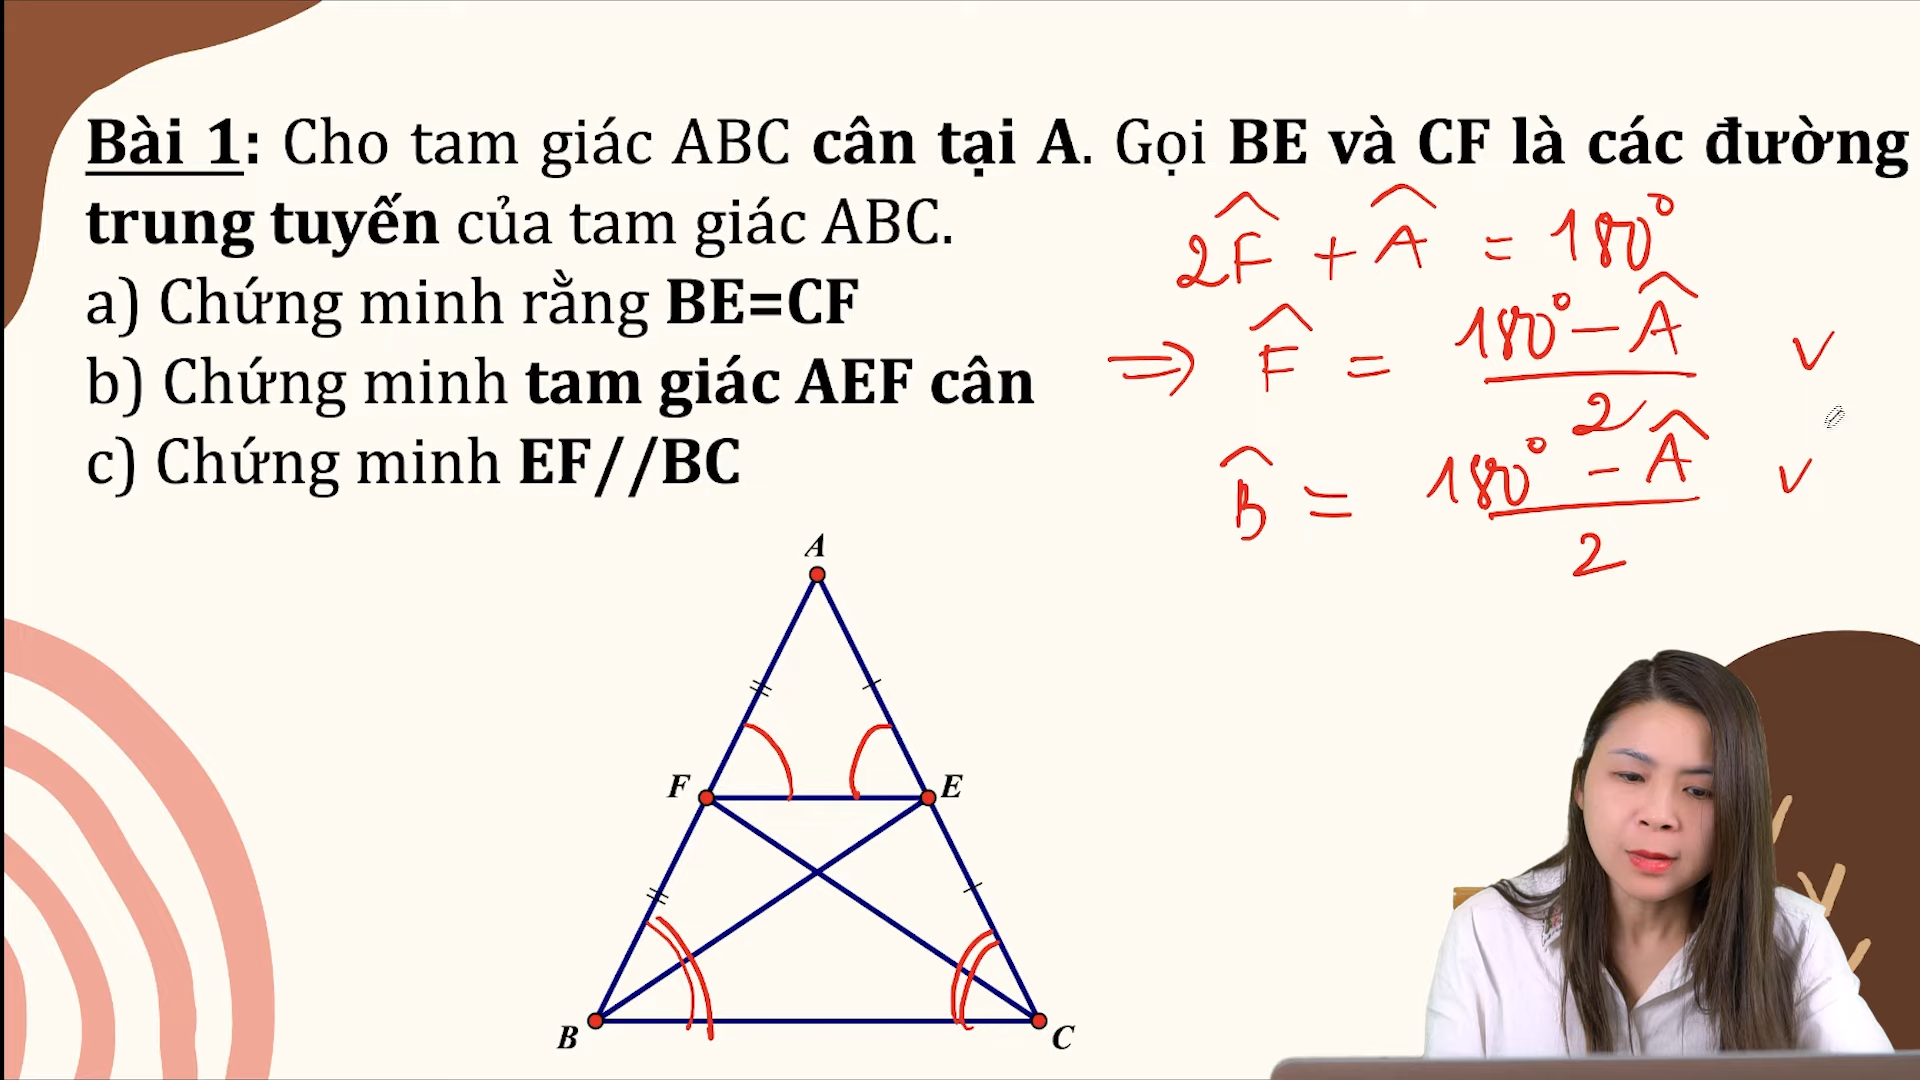 Bài 1: Cho tam giác ABC cân tại A. Gọi BE và CF là các đường
trung tuyến của tam giác ABC.
a) Chứng minh rằng BE=CF
b) Chứng minh tam giác AEF cân
c) Chứng minh EF//BC
2F̂ + Â = 180°
⇒ F̂ = (180° − Â)/2 ✓
B̂ = (180° − Â)/2 ✓
A
F
E
B
C